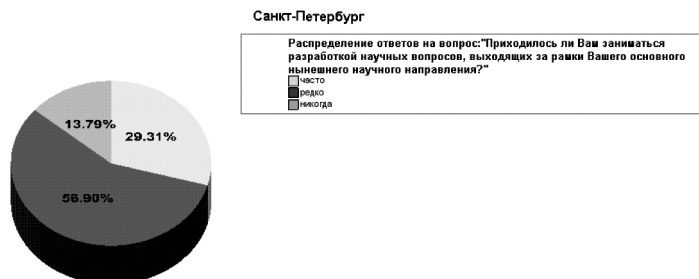 Санкт-Петербург
Распределение ответов на вопрос:"Приходилось ли Вам заниматься
разработкой научных вопросов, выходящих за рамки Вашего основного
нынешнего научного направления?"
часто
редко
никогда
13.79%
29.31%
56.90%